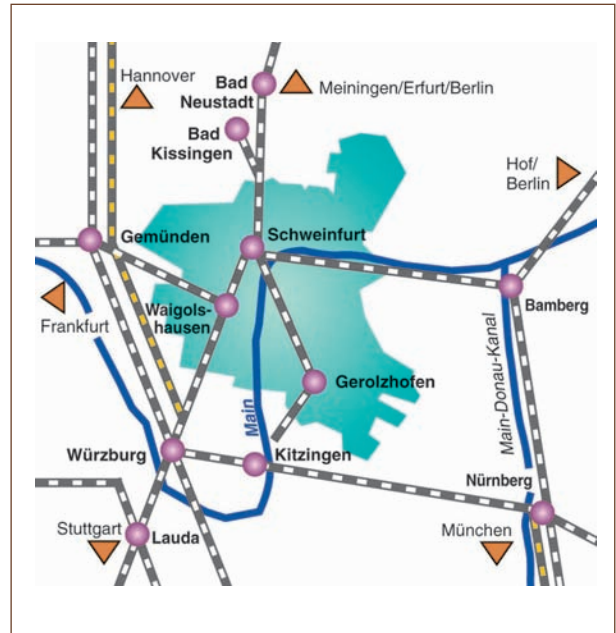 Hannover
Bad
Neustadt
Meiningen/Erfurt/Berlin
Bad
Kissingen
Hof/
Berlin
Gemünden
Schweinfurt
Waigols-
hausen
Bamberg
Frankfurt
Gerolzhofen
Main
Main-Donau-Kanal
Würzburg
Kitzingen
Nürnberg
Stuttgart
Lauda
München